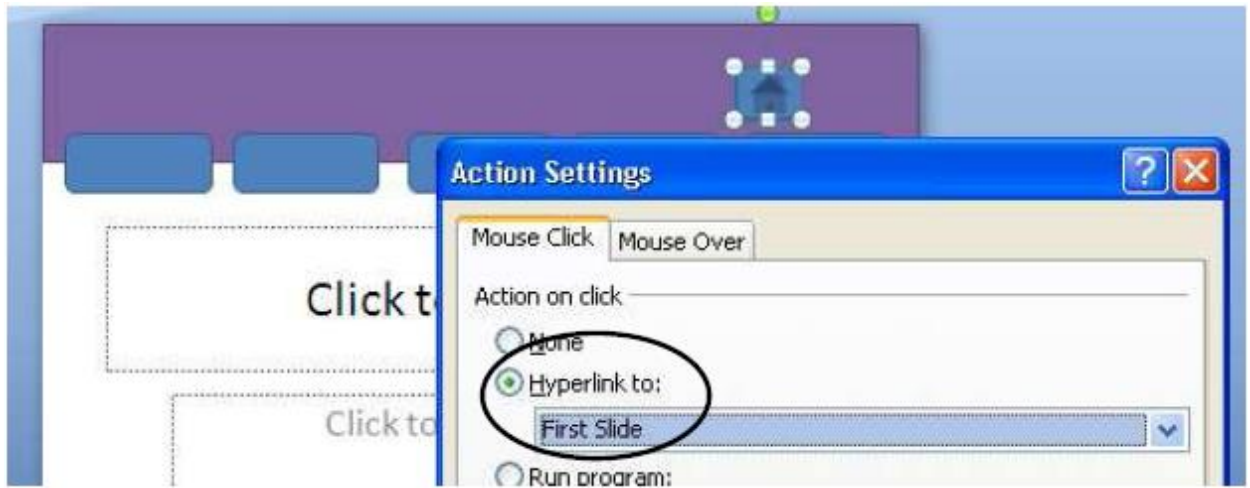 Action Settings
Mouse Click Mouse Over
Action on click
Click to
None
Hyperlink to:
First Slide
Click to
Run program: